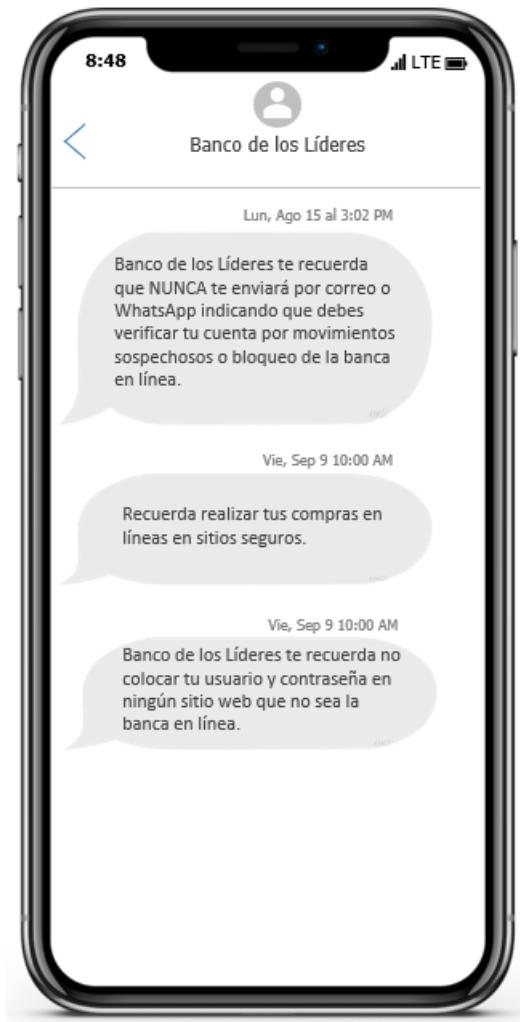 8:48
LTE
Banco de los Líderes
Lun, Ago 15 al 3:02 PM
Banco de los Líderes te recuerda
que NUNCA te enviará por correo o
WhatsApp indicando que debes
verificar tu cuenta por movimientos
sospechosos o bloqueo de la banca
en línea.
Vie, Sep 9 10:00 AM
Recuerda realizar tus compras en
líneas en sitios seguros.
Vie, Sep 9 10:00 AM
Banco de los Líderes te recuerda no
colocar tu usuario y contraseña en
ningún sitio web que no sea la
banca en línea.